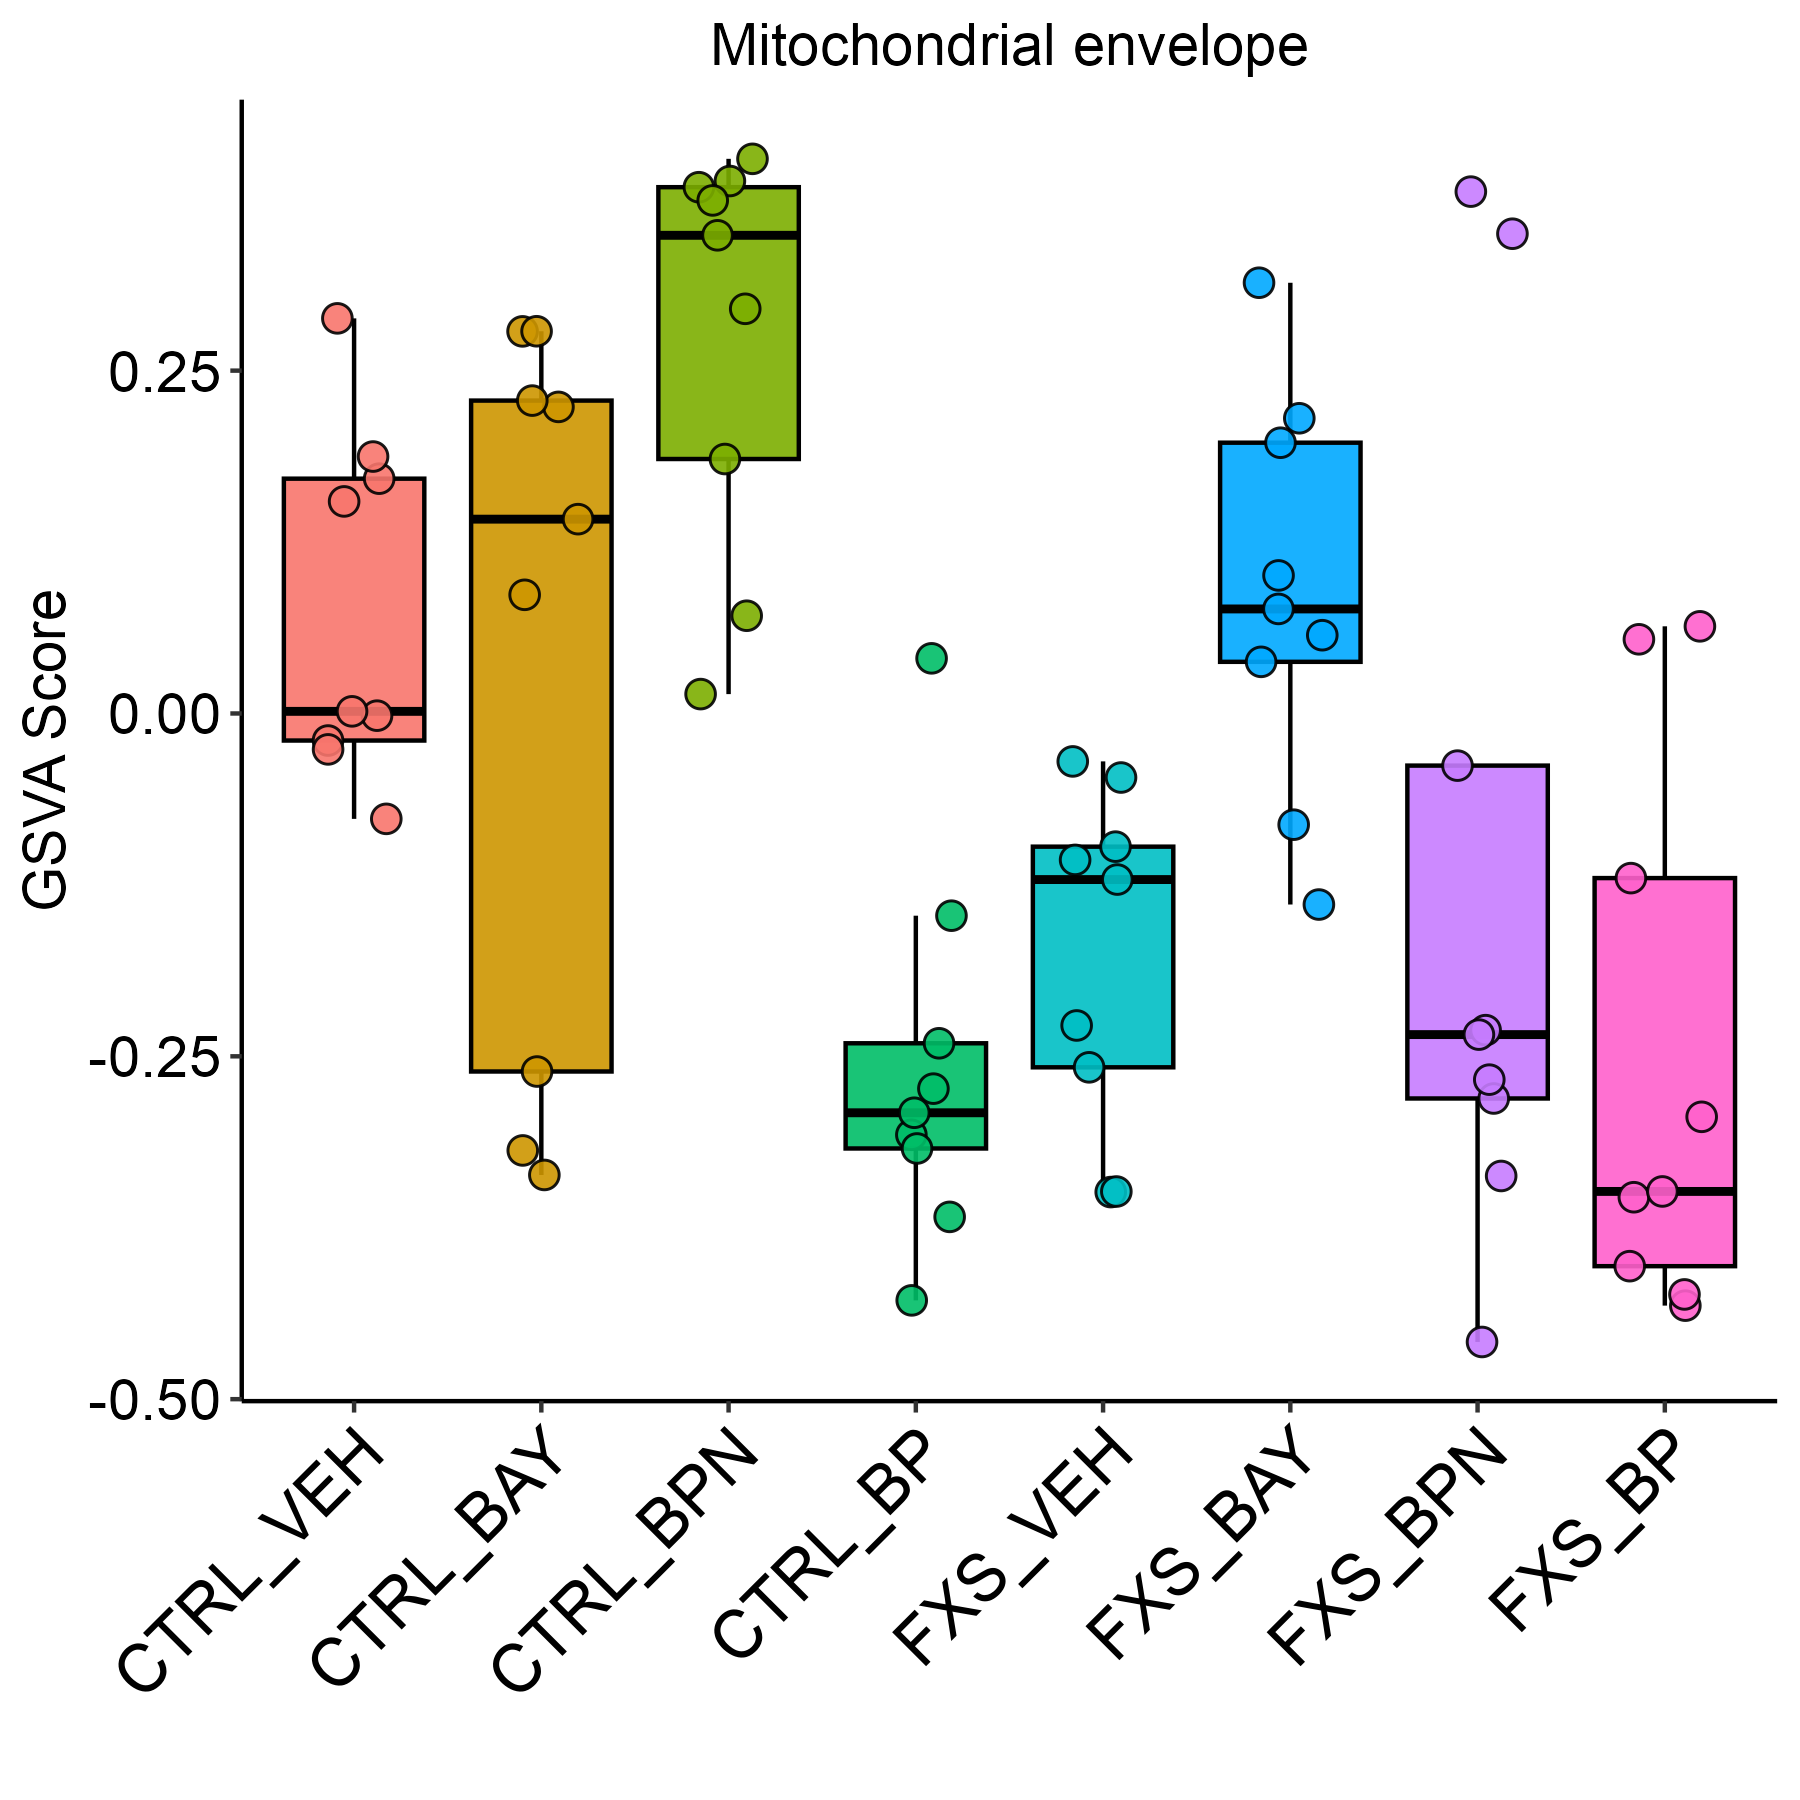 Mitochondrial envelope
GSVA Score
0.25
0.00
-0.25
-0.50
CTRL_VEH
CTRL_BAY
CTRL_BPN
CTRL_BP
FXS_VEH
FXS_BAY
FXS_BPN
FXS_BP